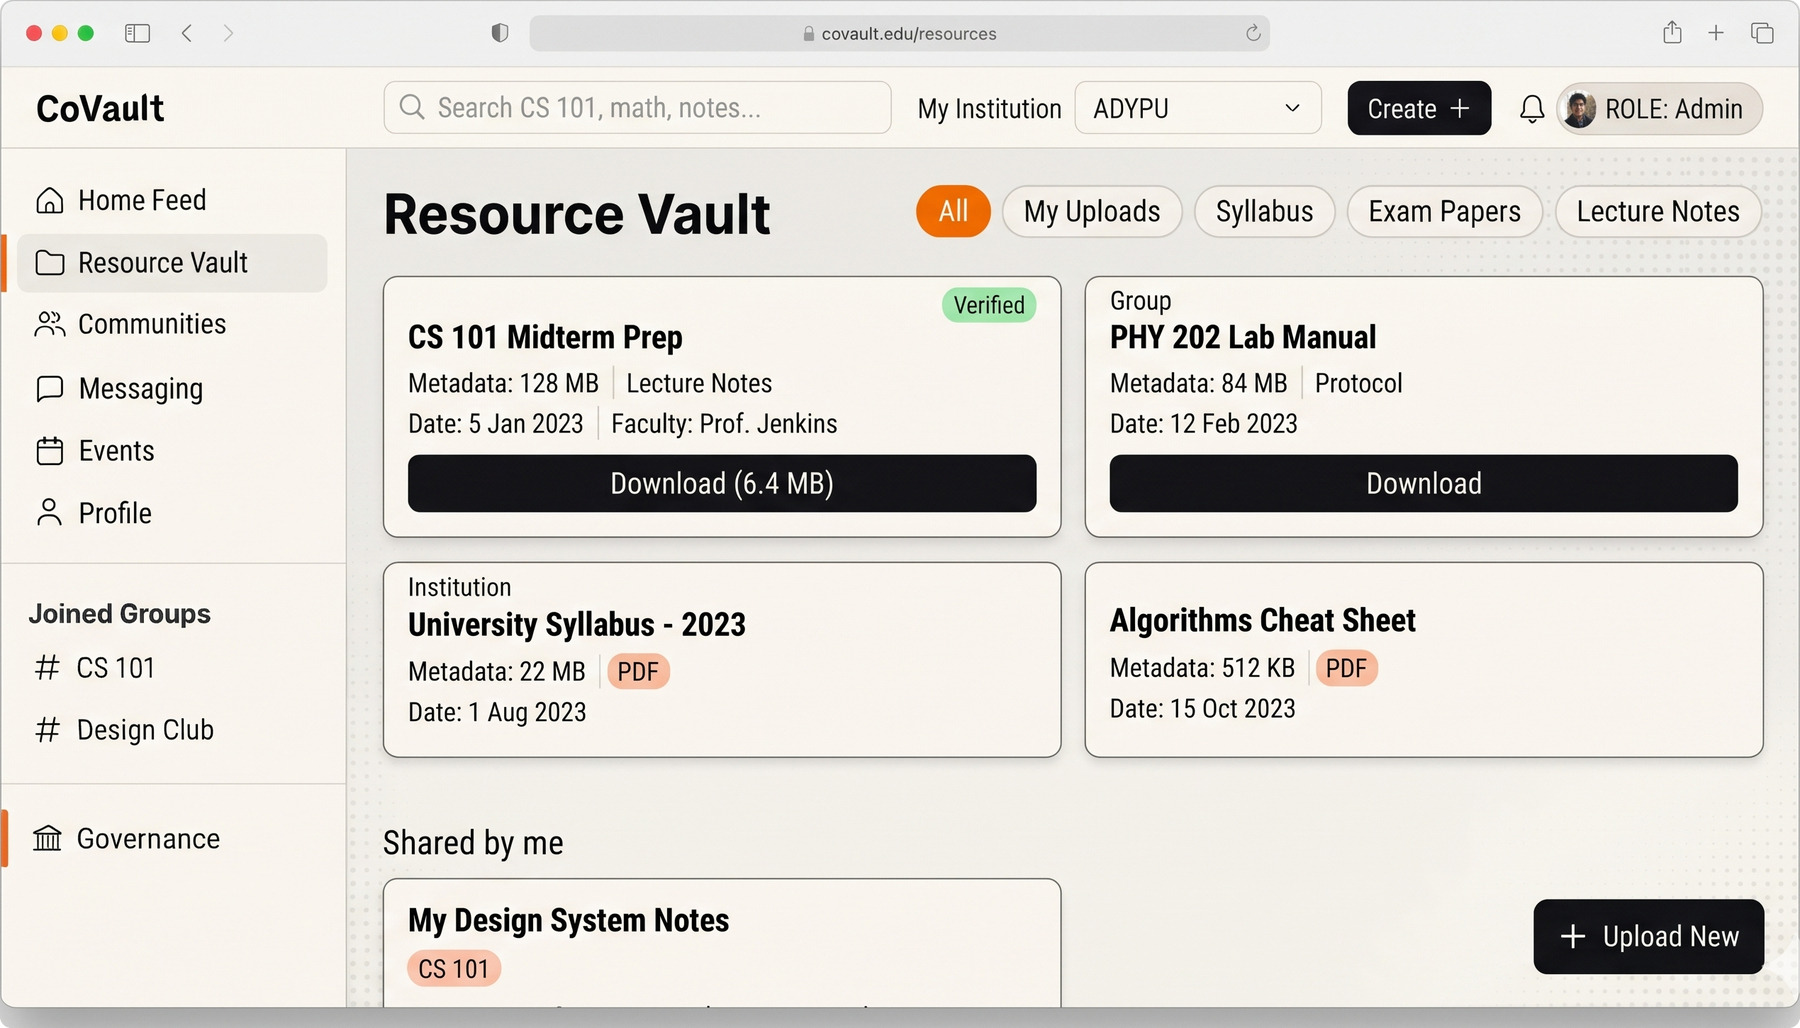 covault.edu/resources
CoVault
Search CS 101, math, notes...
My Institution
ADYPU
Create +
ROLE: Admin
Home Feed
Resource Vault
Communities
Messaging
Events
Profile
Joined Groups
# CS 101
# Design Club
Governance
Resource Vault
All
My Uploads
Syllabus
Exam Papers
Lecture Notes
Verified
CS 101 Midterm Prep
Metadata: 128 MB | Lecture Notes
Date: 5 Jan 2023 | Faculty: Prof. Jenkins
Download (6.4 MB)
Group
PHY 202 Lab Manual
Metadata: 84 MB | Protocol
Date: 12 Feb 2023
Download
Institution
University Syllabus - 2023
Metadata: 22 MB | PDF
Date: 1 Aug 2023
Algorithms Cheat Sheet
Metadata: 512 KB | PDF
Date: 15 Oct 2023
Shared by me
My Design System Notes
CS 101
+ Upload New